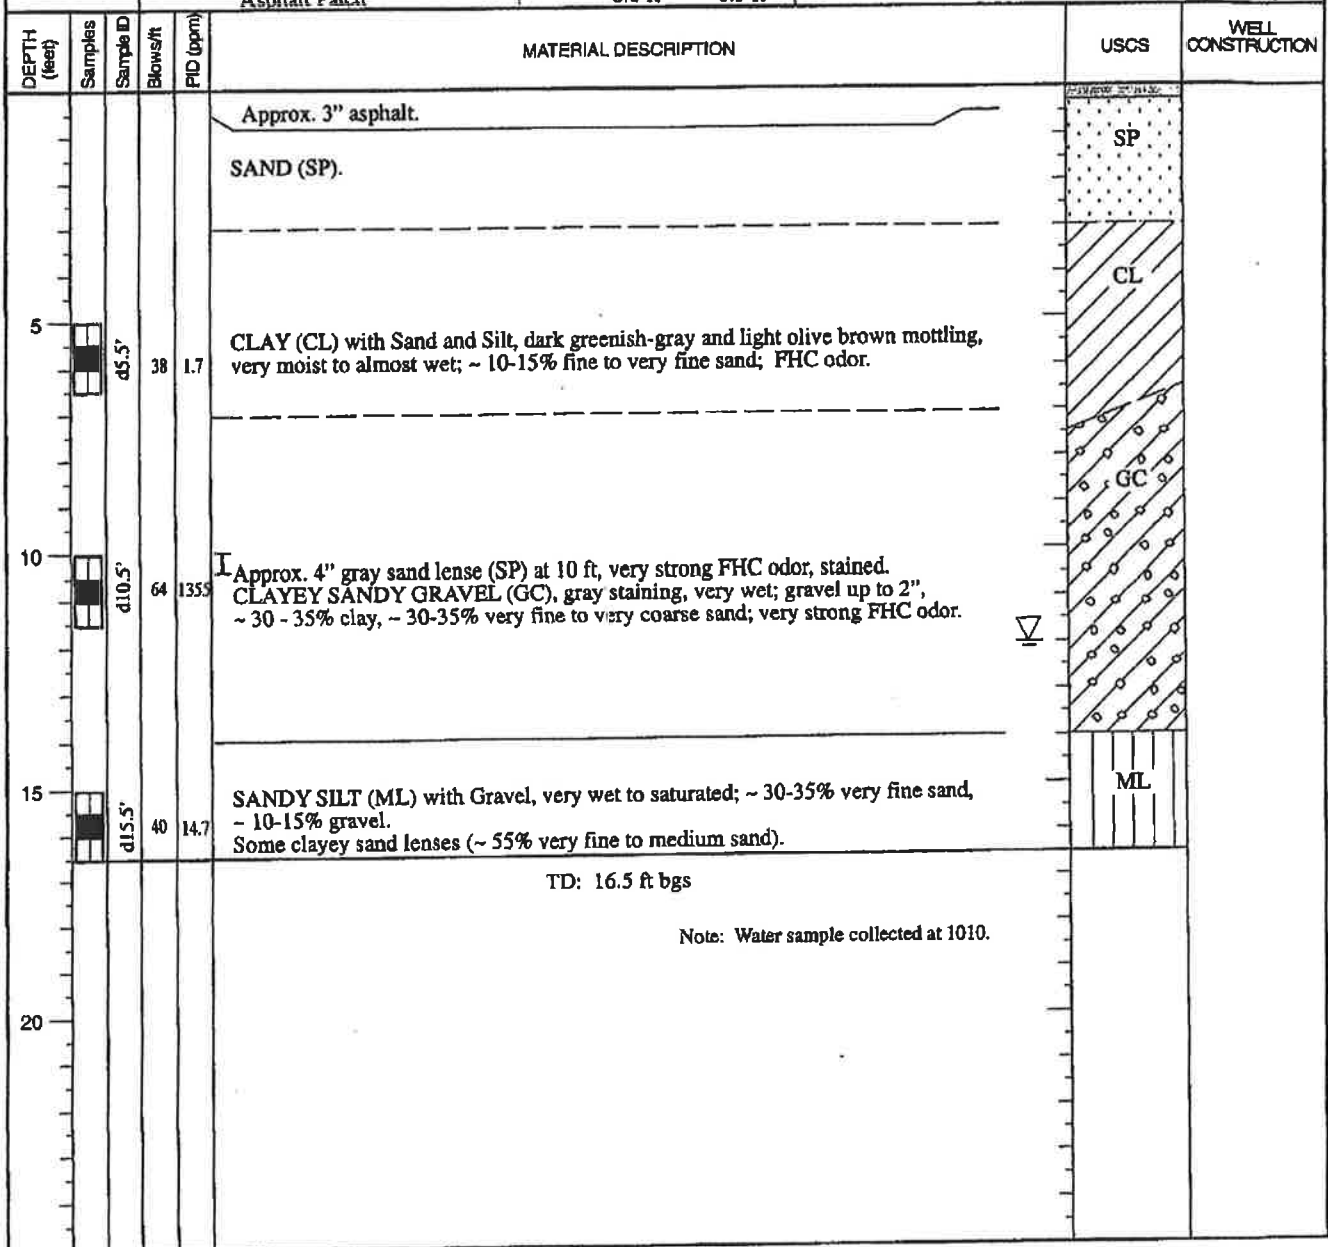 Asphalt Patch
DEPTH (feet) Samples Sample ID Blows/ft PID (ppm) MATERIAL DESCRIPTION USCS WELL CONSTRUCTION
Approx. 3" asphalt.
SAND (SP).
SP
CL
5
d5.5' 38 1.7
CLAY (CL) with Sand and Silt, dark greenish-gray and light olive brown mottling,
very moist to almost wet; ~ 10-15% fine to very fine sand; FHC odor.
GC
10
d10.5' 64 1355
Approx. 4" gray sand lense (SP) at 10 ft, very strong FHC odor, stained.
CLAYEY SANDY GRAVEL (GC), gray staining, very wet; gravel up to 2",
~ 30 - 35% clay, ~ 30-35% very fine to very coarse sand; very strong FHC odor.
ML
15
d15.5' 40 14.7
SANDY SILT (ML) with Gravel, very wet to saturated; ~ 30-35% very fine sand,
~ 10-15% gravel.
Some clayey sand lenses (~ 55% very fine to medium sand).
TD: 16.5 ft bgs
Note: Water sample collected at 1010.
20